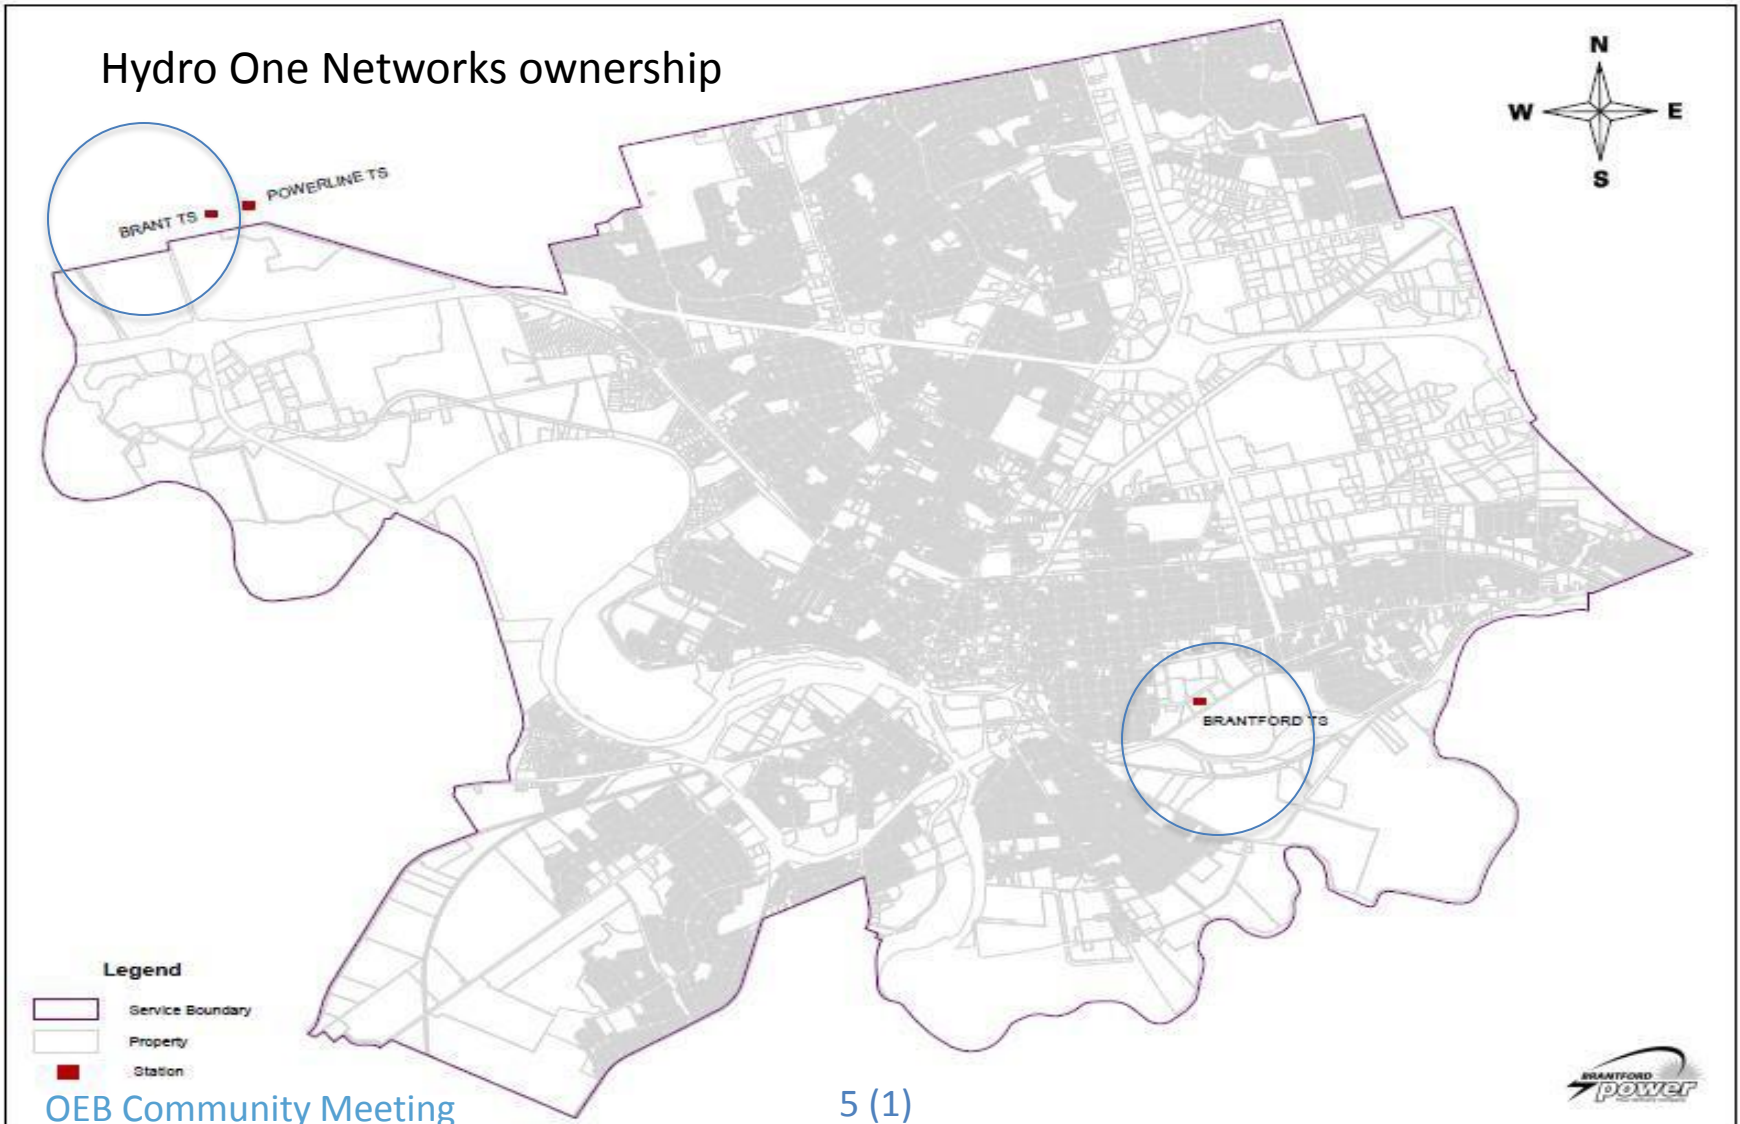 Hydro One Networks ownership
N
W E
S
POWERLINE TS
BRANT TS
BRANTFORD TS
Legend
Service Boundary
Property
Station
BRANTFORD
power
OEB Community Meeting
5 (1)